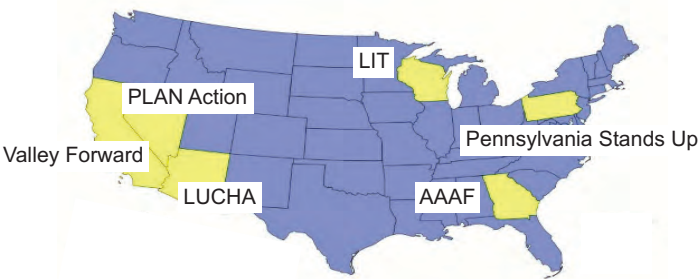 LIT
PLAN Action
Pennsylvania Stands Up
Valley Forward
LUCHA
AAAF